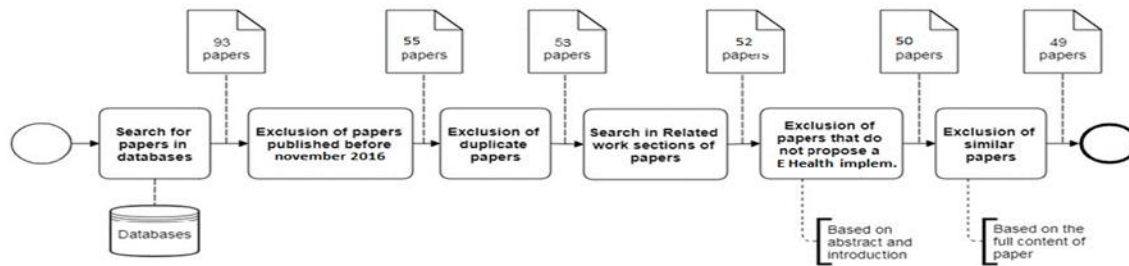 93
papers
55
papers
53
papers
52
papers
50
papers
49
papers
Search for
papers in
databases
Exclusion of papers
published before
november 2016
Exclusion of
duplicate
papers
Search in Related
work sections of
papers
Exclusion of
papers that do
not propose a
E Health implem.
Exclusion of
similar
papers
Databases
Based on
abstract and
introduction
Based on the
full content of
paper